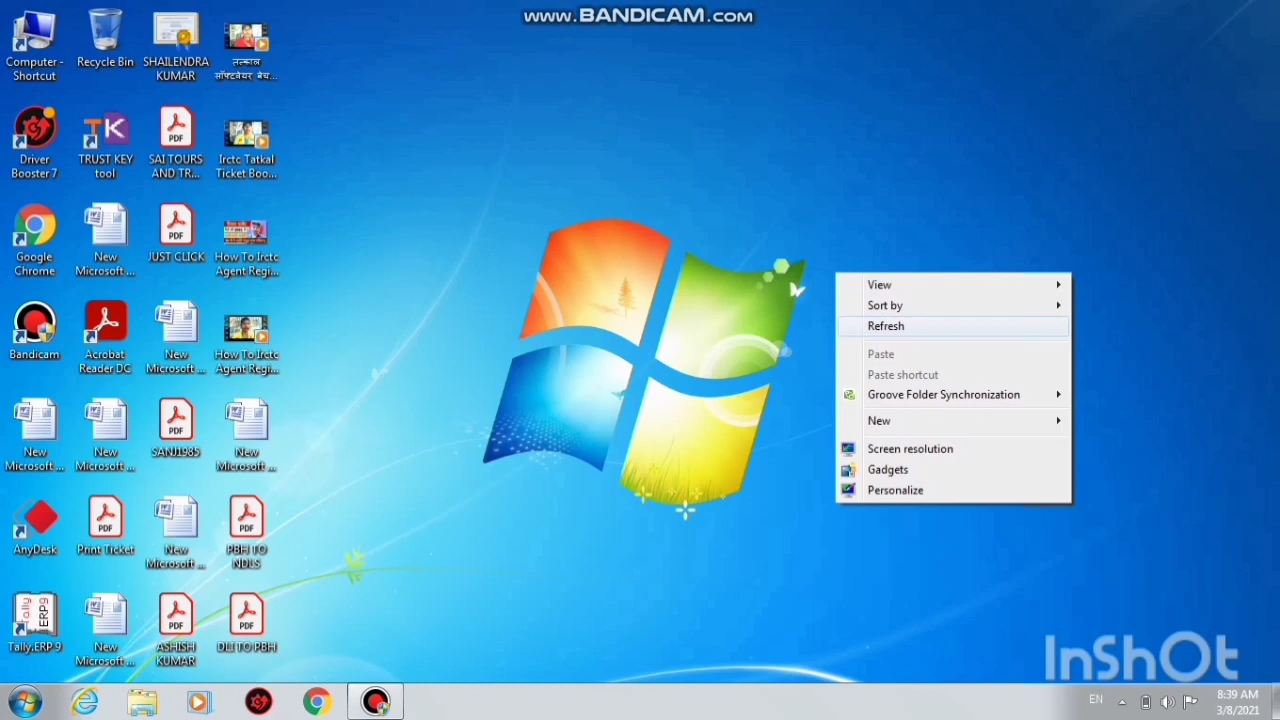 www.BANDICAM.com
Computer -
Shortcut
Recycle Bin
SHAILENDRA
KUMAR
तत्काल
सॉफ्टवेयर बेच...
Driver
Booster 7
TRUST KEY
tool
SAI TOURS
AND TR...
Irctc Tatkal
Ticket Boo...
Google
Chrome
New
Microsoft ...
JUST CLICK
How To Irctc
Agent Regi...
Bandicam
Acrobat
Reader DC
New
Microsoft ...
How To Irctc
Agent Regi...
New
Microsoft ...
New
Microsoft ...
SANJ1985
New
Microsoft ...
AnyDesk
Print Ticket
New
Microsoft ...
PBH TO
NDLS
Tally.ERP 9
New
Microsoft ...
ASHISH
KUMAR
DLI TO PBH
View
Sort by
Refresh
Paste
Paste shortcut
Groove Folder Synchronization
New
Screen resolution
Gadgets
Personalize
InShOt
EN
8:39 AM
3/8/2021